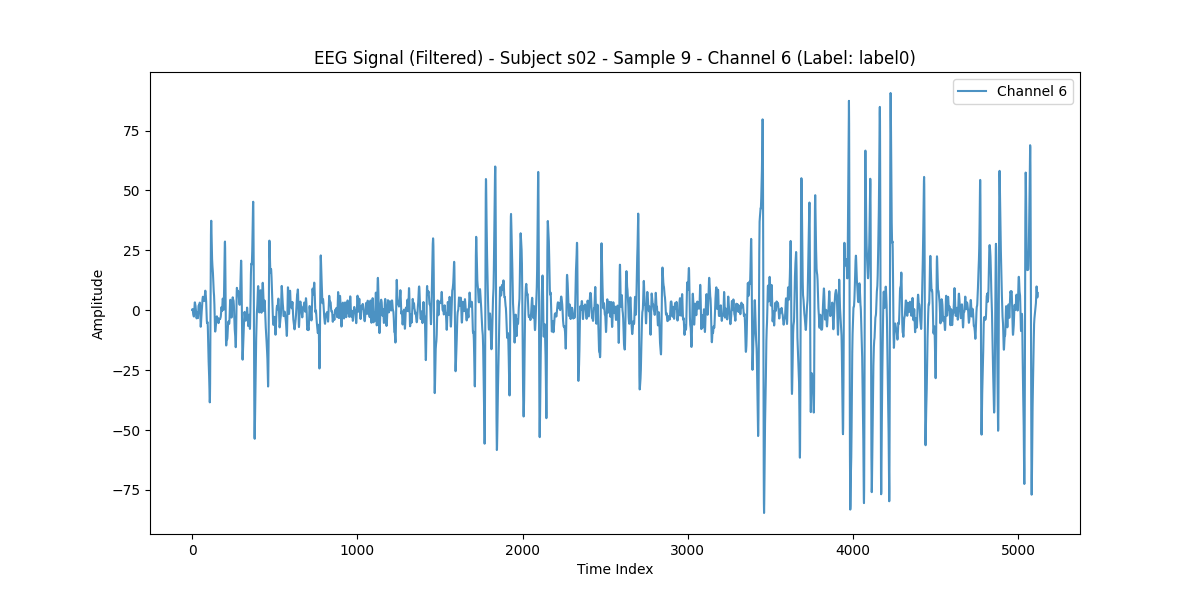 EEG Signal (Filtered) - Subject s02 - Sample 9 - Channel 6 (Label: label0)
Channel 6
75
50
25
0
−25
−50
−75
Amplitude
0 1000 2000 3000 4000 5000
Time Index